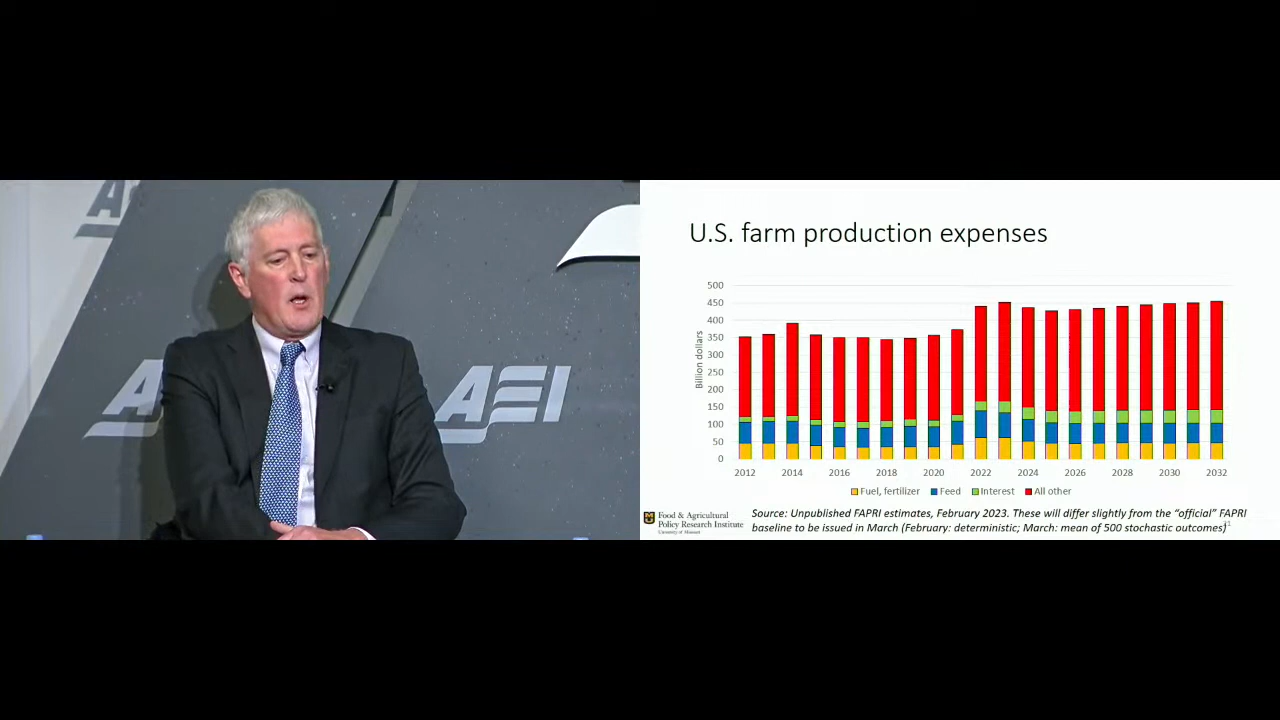 A
AEI
A
U.S. farm production expenses
500
450
400
350
300
250
200
150
100
50
0
Billion dollars
2012 2014 2016 2018 2020 2022 2024 2026 2028 2030 2032
Fuel, fertilizer Feed Interest All other
Food & Agricultural
Policy Research Institute
University of Missouri
Source: Unpublished FAPRI estimates, February 2023. These will differ slightly from the “official” FAPRI
baseline to be issued in March (February: deterministic; March: mean of 500 stochastic outcomes)